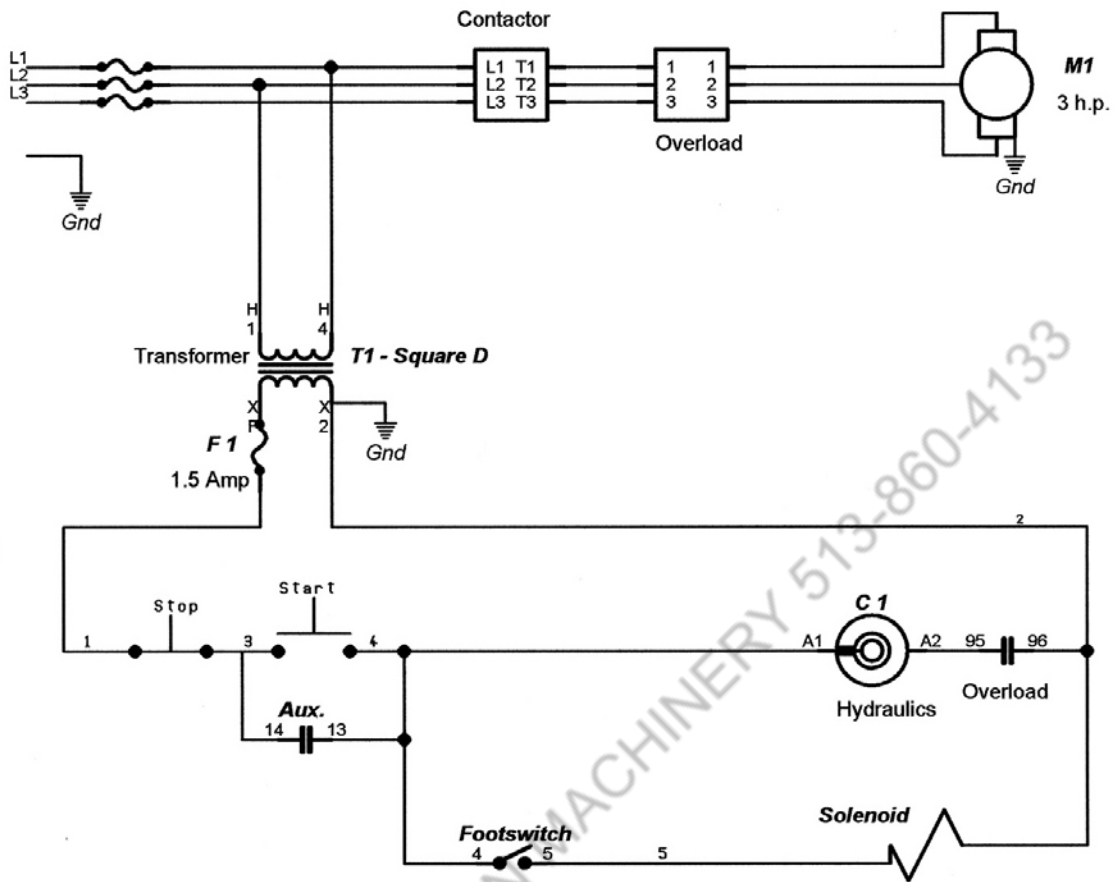 Contactor
L1
L2
L3
L1 T1
L2 T2
L3 T3
1 1
2 2
3 3
Overload
M1
3 h.p.
Gnd
Gnd
H H
1 4
Transformer
T1 - Square D
X X
F 2
F 1
1.5 Amp
Gnd
2
Stop
Start
1
3
4
C 1
A1
A2
95
96
Hydraulics
Overload
Aux.
14
13
Footswitch
4
5
5
Solenoid
N MACHINERY 513-860-4133